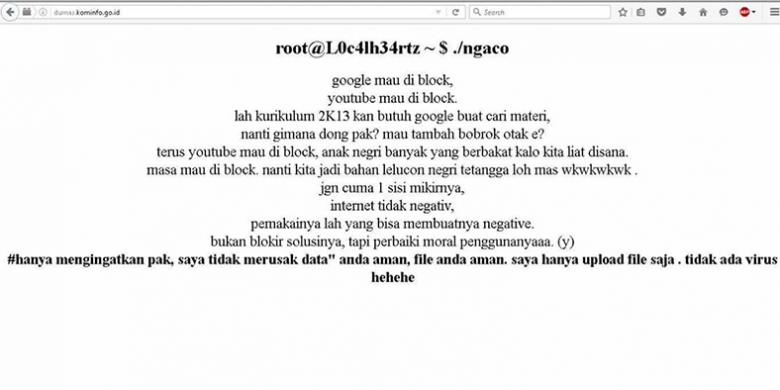 dumas.kominfo.go.id
Search
root@L0c4lh34rtz ~ $ ./ngaco
google mau di block,
youtube mau di block.
lah kurikulum 2K13 kan butuh google buat cari materi,
nanti gimana dong pak? mau tambah bobrok otak e?
terus youtube mau di block, anak negri banyak yang berbakat kalo kita liat disana.
masa mau di block. nanti kita jadi bahan lelucon negri tetangga loh mas wkwkwkwk .
jgn cuma 1 sisi mikirnya,
internet tidak negativ,
pemakainya lah yang bisa membuatnya negative.
bukan blokir solusinya, tapi perbaiki moral penggunanyaaa. (y)
#hanya mengingatkan pak, saya tidak merusak data" anda aman, file anda aman. saya hanya upload file saja . tidak ada virus
hehehe